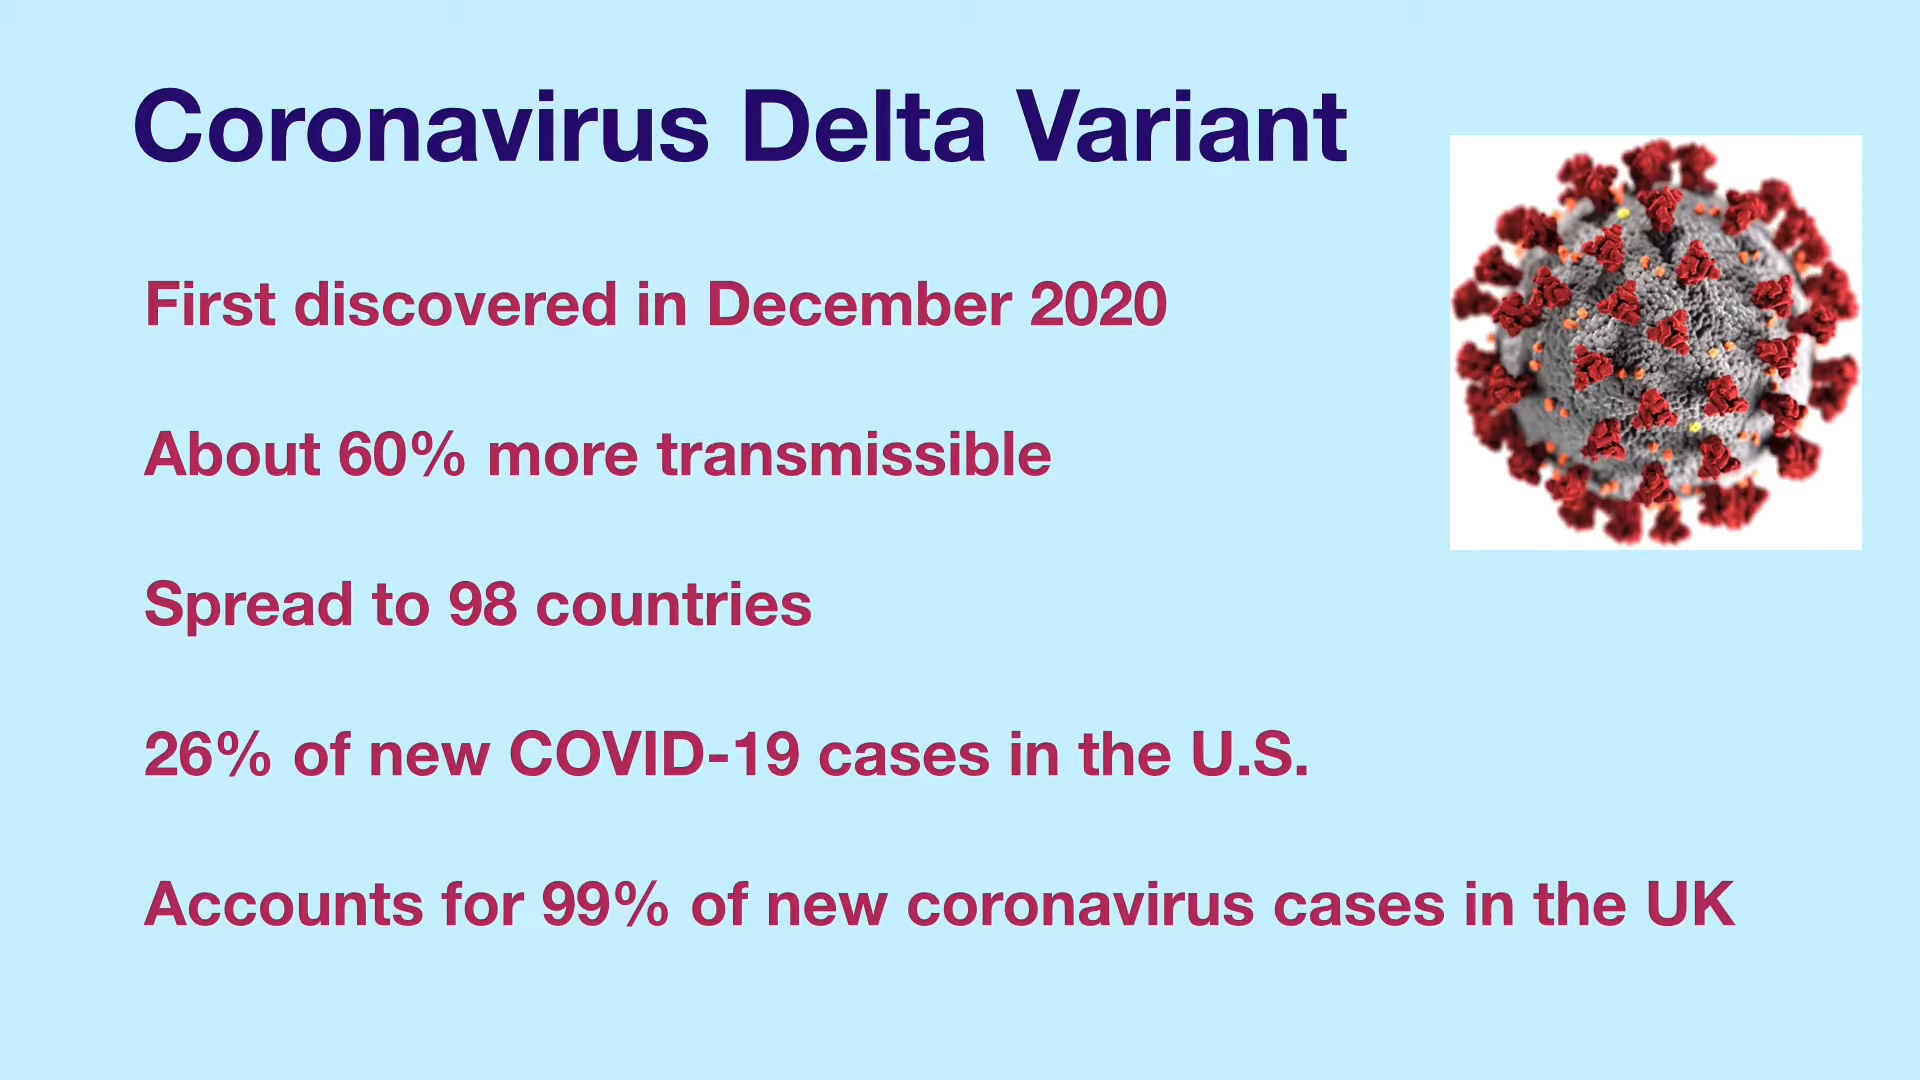 Coronavirus Delta Variant
First discovered in December 2020
About 60% more transmissible
Spread to 98 countries
26% of new COVID-19 cases in the U.S.
Accounts for 99% of new coronavirus cases in the UK